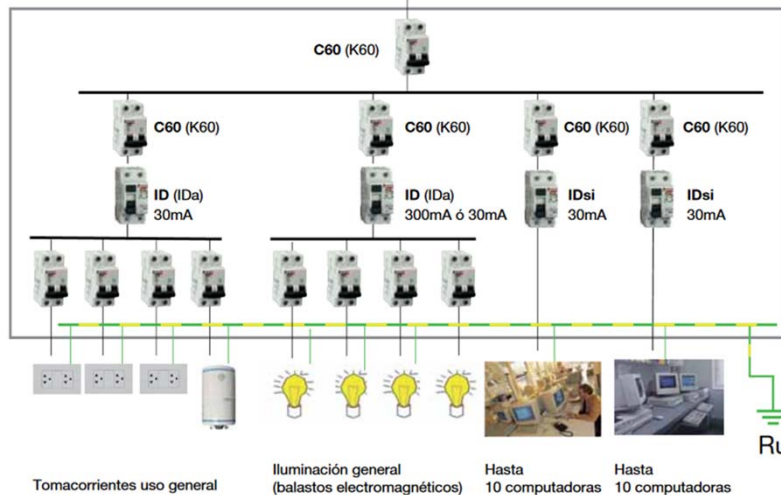 C60 (K60)
C60 (K60)
C60 (K60)
C60 (K60)
C60 (K60)
ID (IDa)
30mA
ID (IDa)
300mA ó 30mA
IDsi
30mA
IDsi
30mA
Ru
Tomacorrientes uso general
Iluminación general
(balastos electromagnéticos)
Hasta
10 computadoras
Hasta
10 computadoras